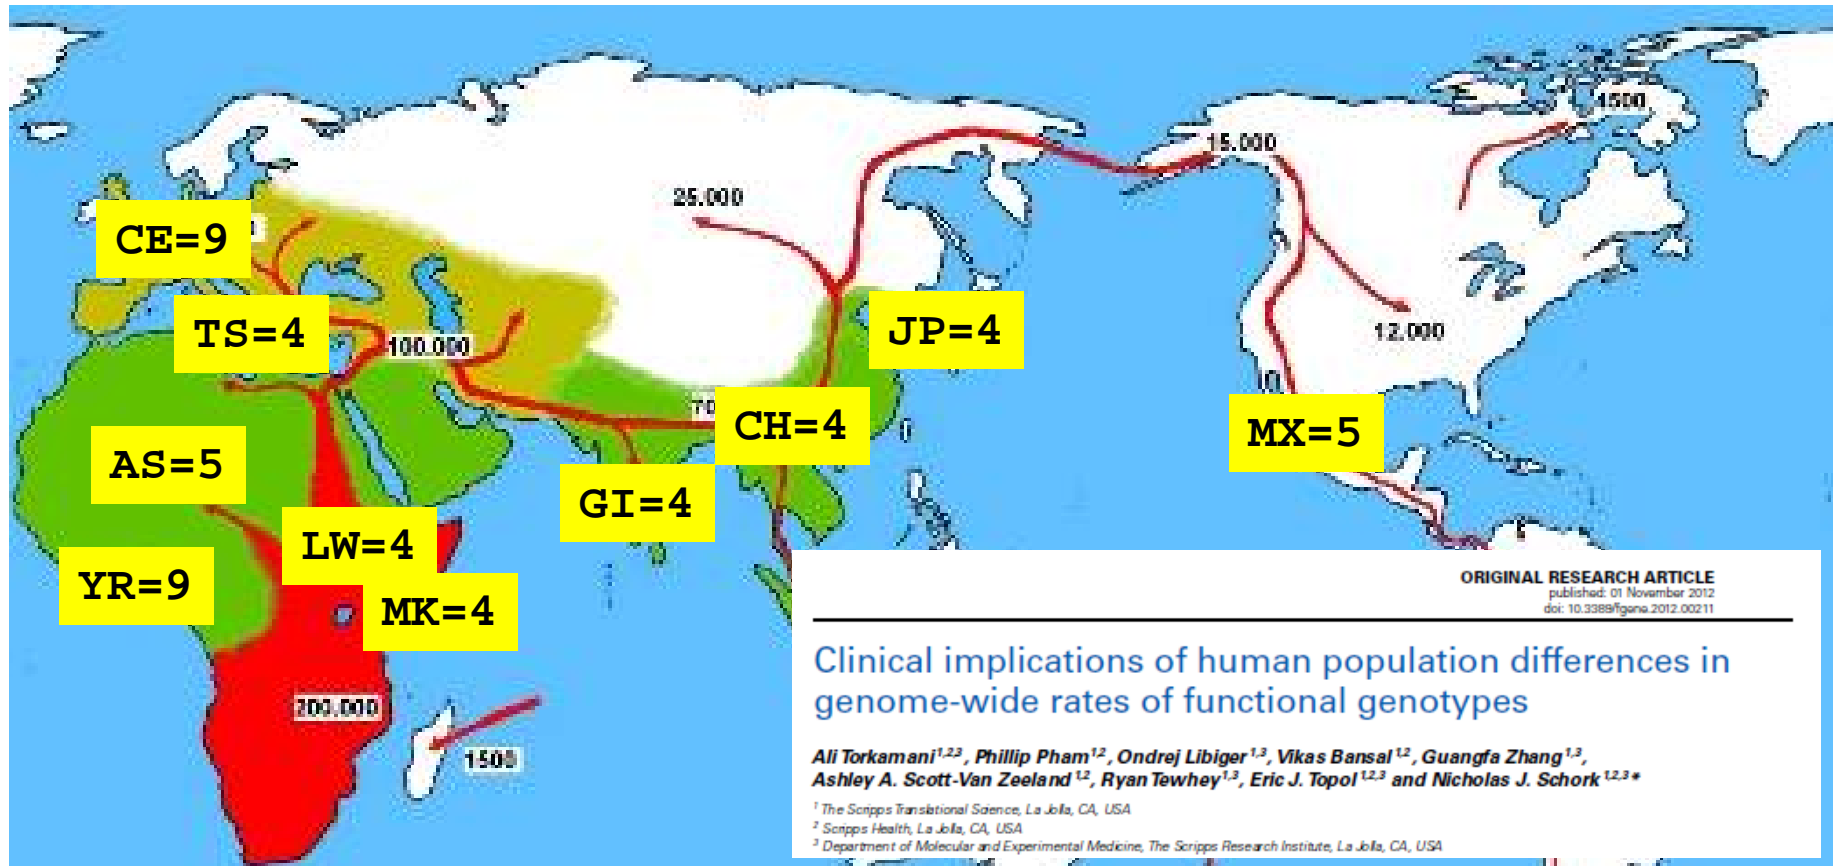 4500
15.000
25.000
CE=9
TS=4
JP=4
12.000
100.000
70
CH=4
MX=5
AS=5
GI=4
LW=4
YR=9
MK=4
200.000
1500
ORIGINAL RESEARCH ARTICLE
published: 01 November 2012
doi: 10.3389/fgene.2012.00211
Clinical implications of human population differences in
genome-wide rates of functional genotypes
Ali Torkamani1,2,3, Phillip Pham1,2, Ondrej Libiger1,3, Vikas Bansal1,2, Guangfa Zhang1,3,
Ashley A. Scott-Van Zeeland1,2, Ryan Tewhey1,3, Eric J. Topol1,2,3 and Nicholas J. Schork1,2,3*
1 The Scripps Translational Science, La Jolla, CA, USA
2 Scripps Health, La Jolla, CA, USA
3 Department of Molecular and Experimental Medicine, The Scripps Research Institute, La Jolla, CA, USA